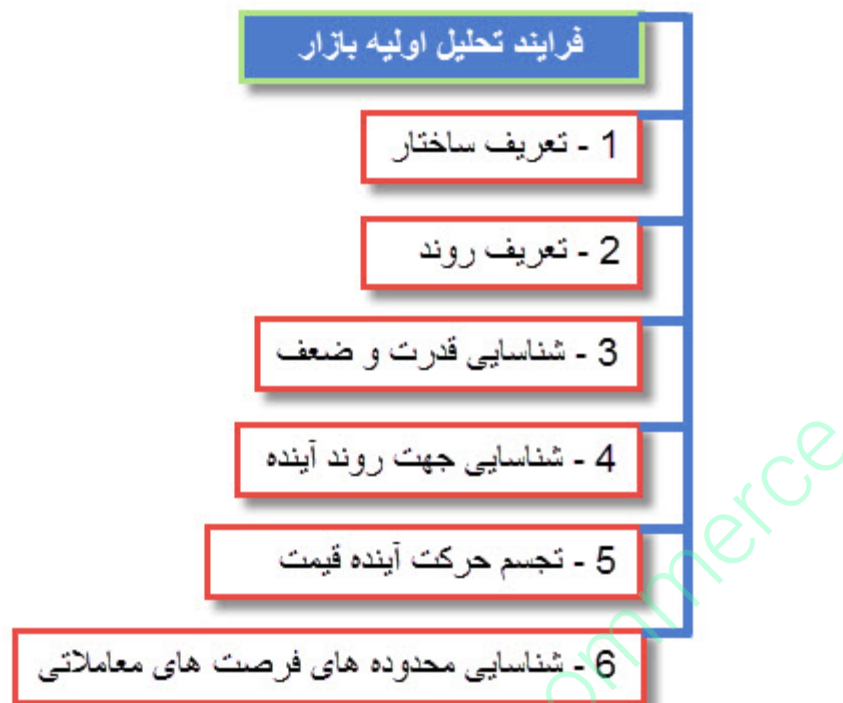 فرایند تحلیل اولیه بازار
1 - تعریف ساختار
2 - تعریف روند
3 - شناسایی قدرت و ضعف
4 - شناسایی جهت روند آینده
5 - تجسم حرکت آینده قیمت
6 - شناسایی محدوده های فرصت های معاملاتی
ommerce